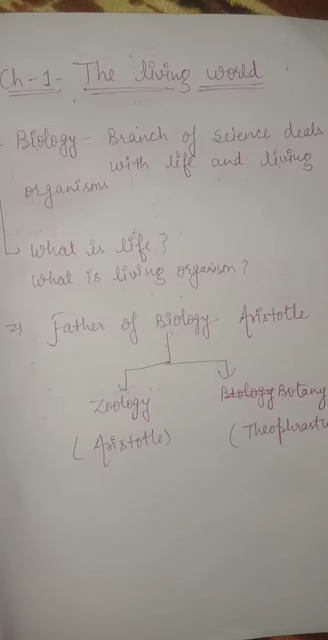 Ch-1- The living world
- Biology - Branch of science deals
with life and living
organisms
What is life?
What is living organism?
=) Father of Biology- Aristotle
Zoology
Biology Botany
(Aristotle)
(Theophrastu